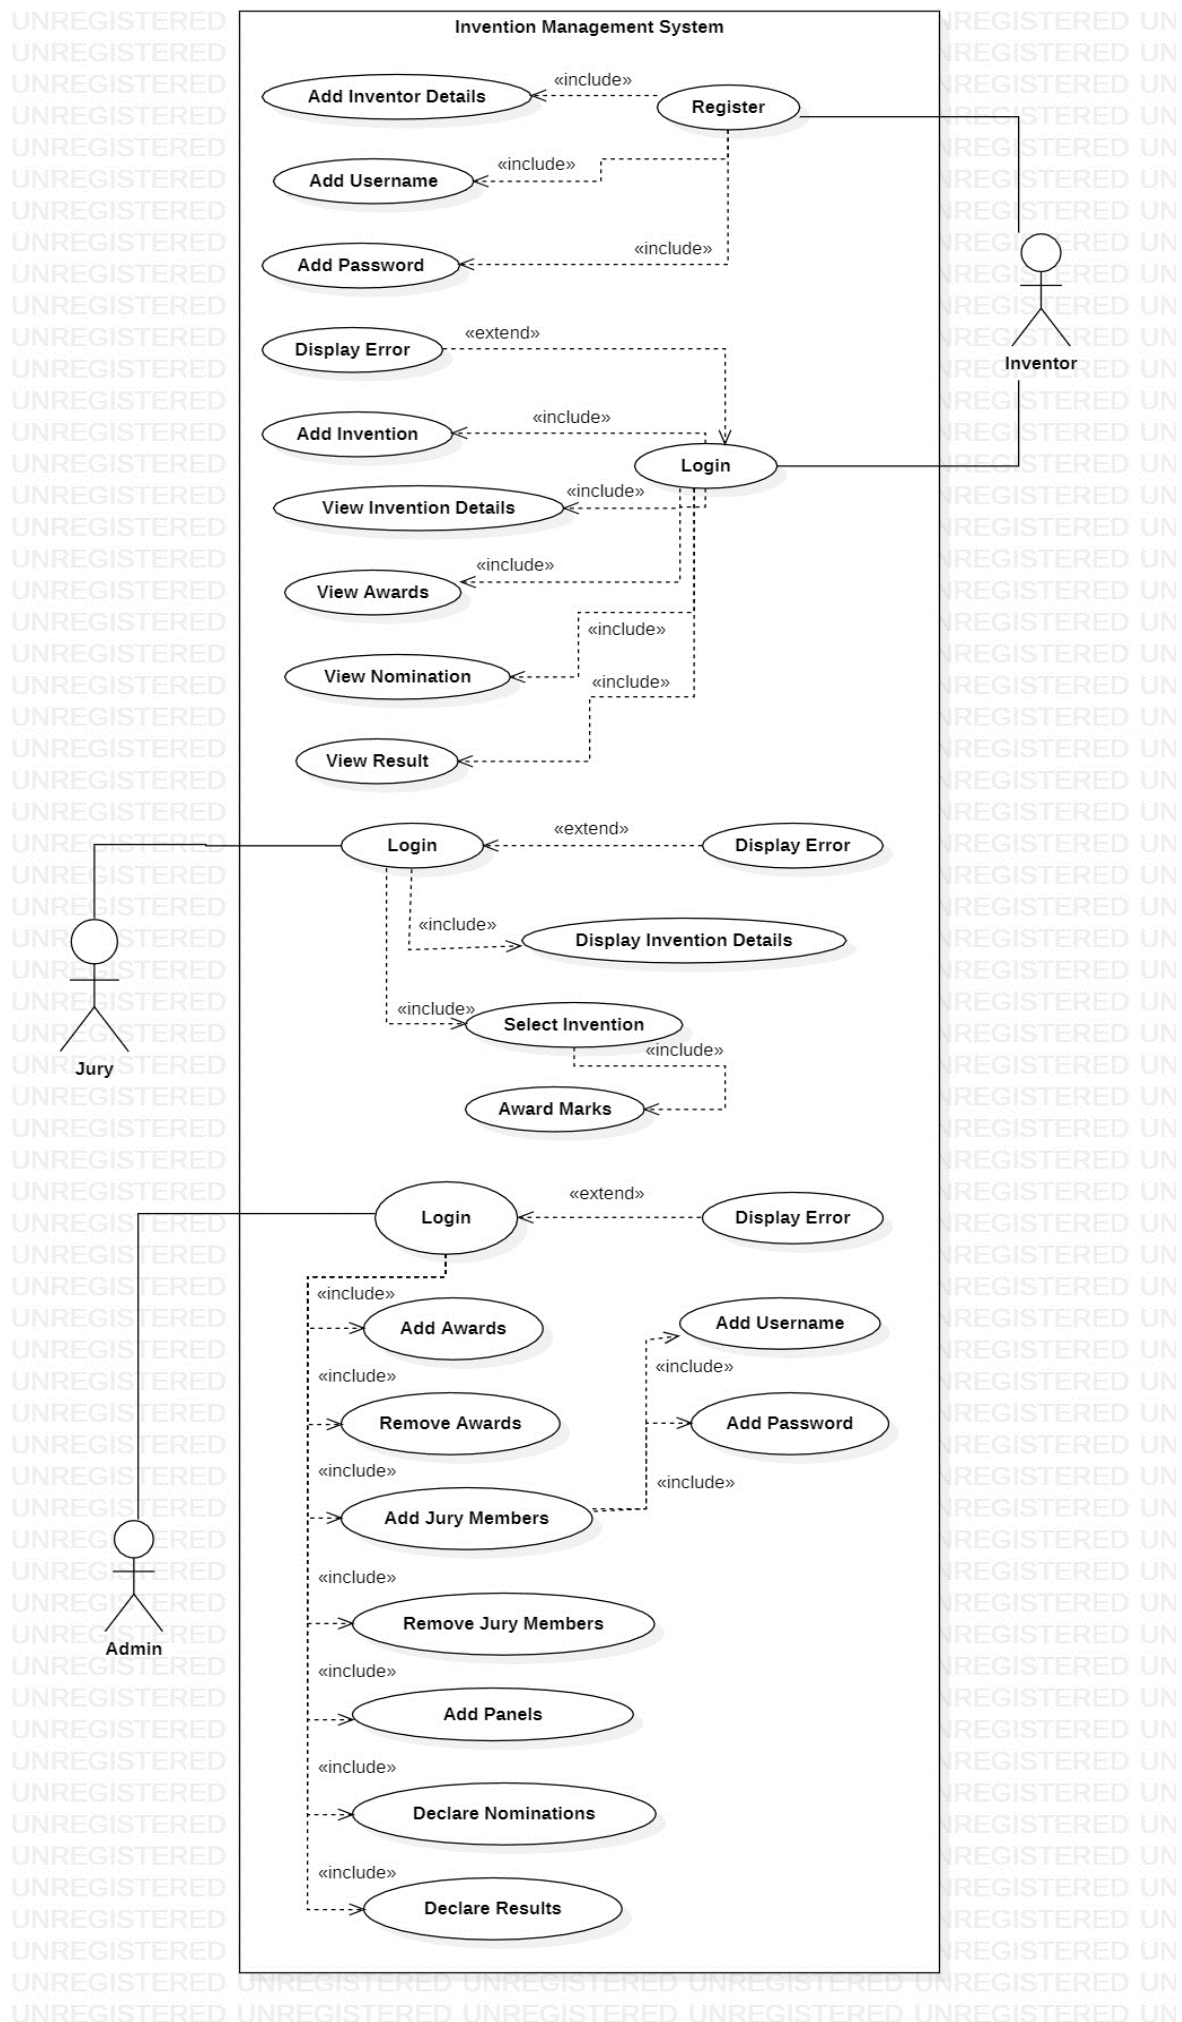 Invention Management System
Add Inventor Details
«include»
Register
Add Username
«include»
Add Password
«include»
Inventor
Display Error
«extend»
Add Invention
«include»
Login
View Invention Details
«include»
View Awards
«include»
«include»
View Nomination
«include»
View Result
Login
«extend»
Display Error
«include»
Display Invention Details
«include»
Select Invention
«include»
Award Marks
Jury
Login
«extend»
Display Error
«include»
Add Awards
Add Username
«include»
«include»
Remove Awards
Add Password
«include»
«include»
Add Jury Members
«include»
Remove Jury Members
Admin
«include»
Add Panels
«include»
Declare Nominations
«include»
Declare Results
UNREGISTERED